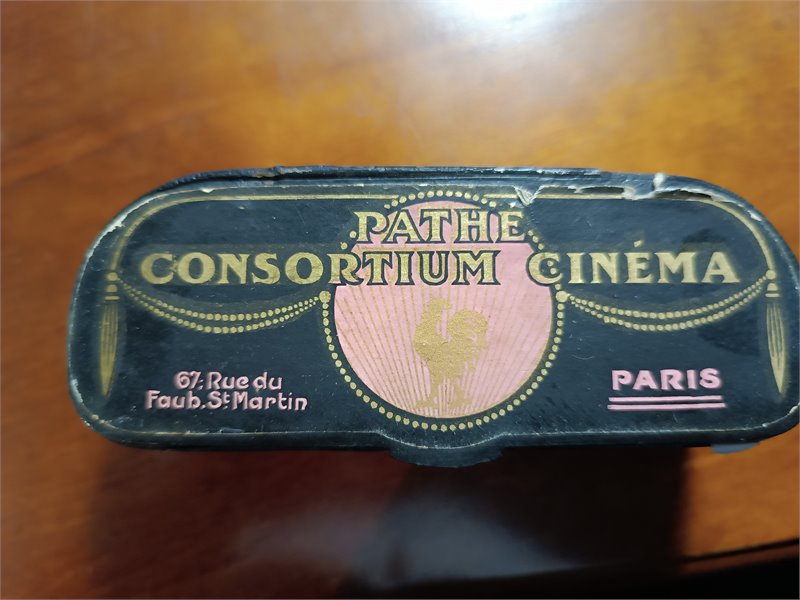 PATHE
CONSORTIUM CINÉMA
67, Rue du
Faub. St Martin
PARIS